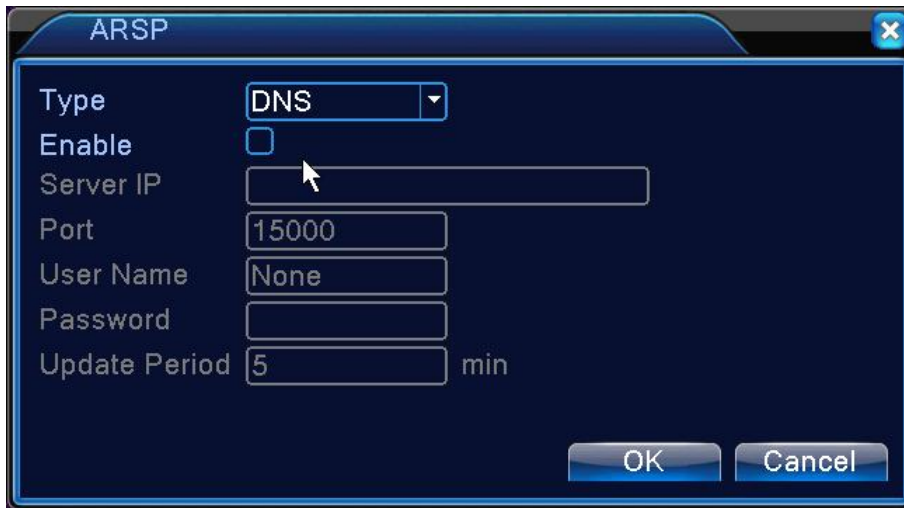 ARSP
Type DNS
Enable
Server IP
Port 15000
User Name None
Password
Update Period 5 min
OK Cancel